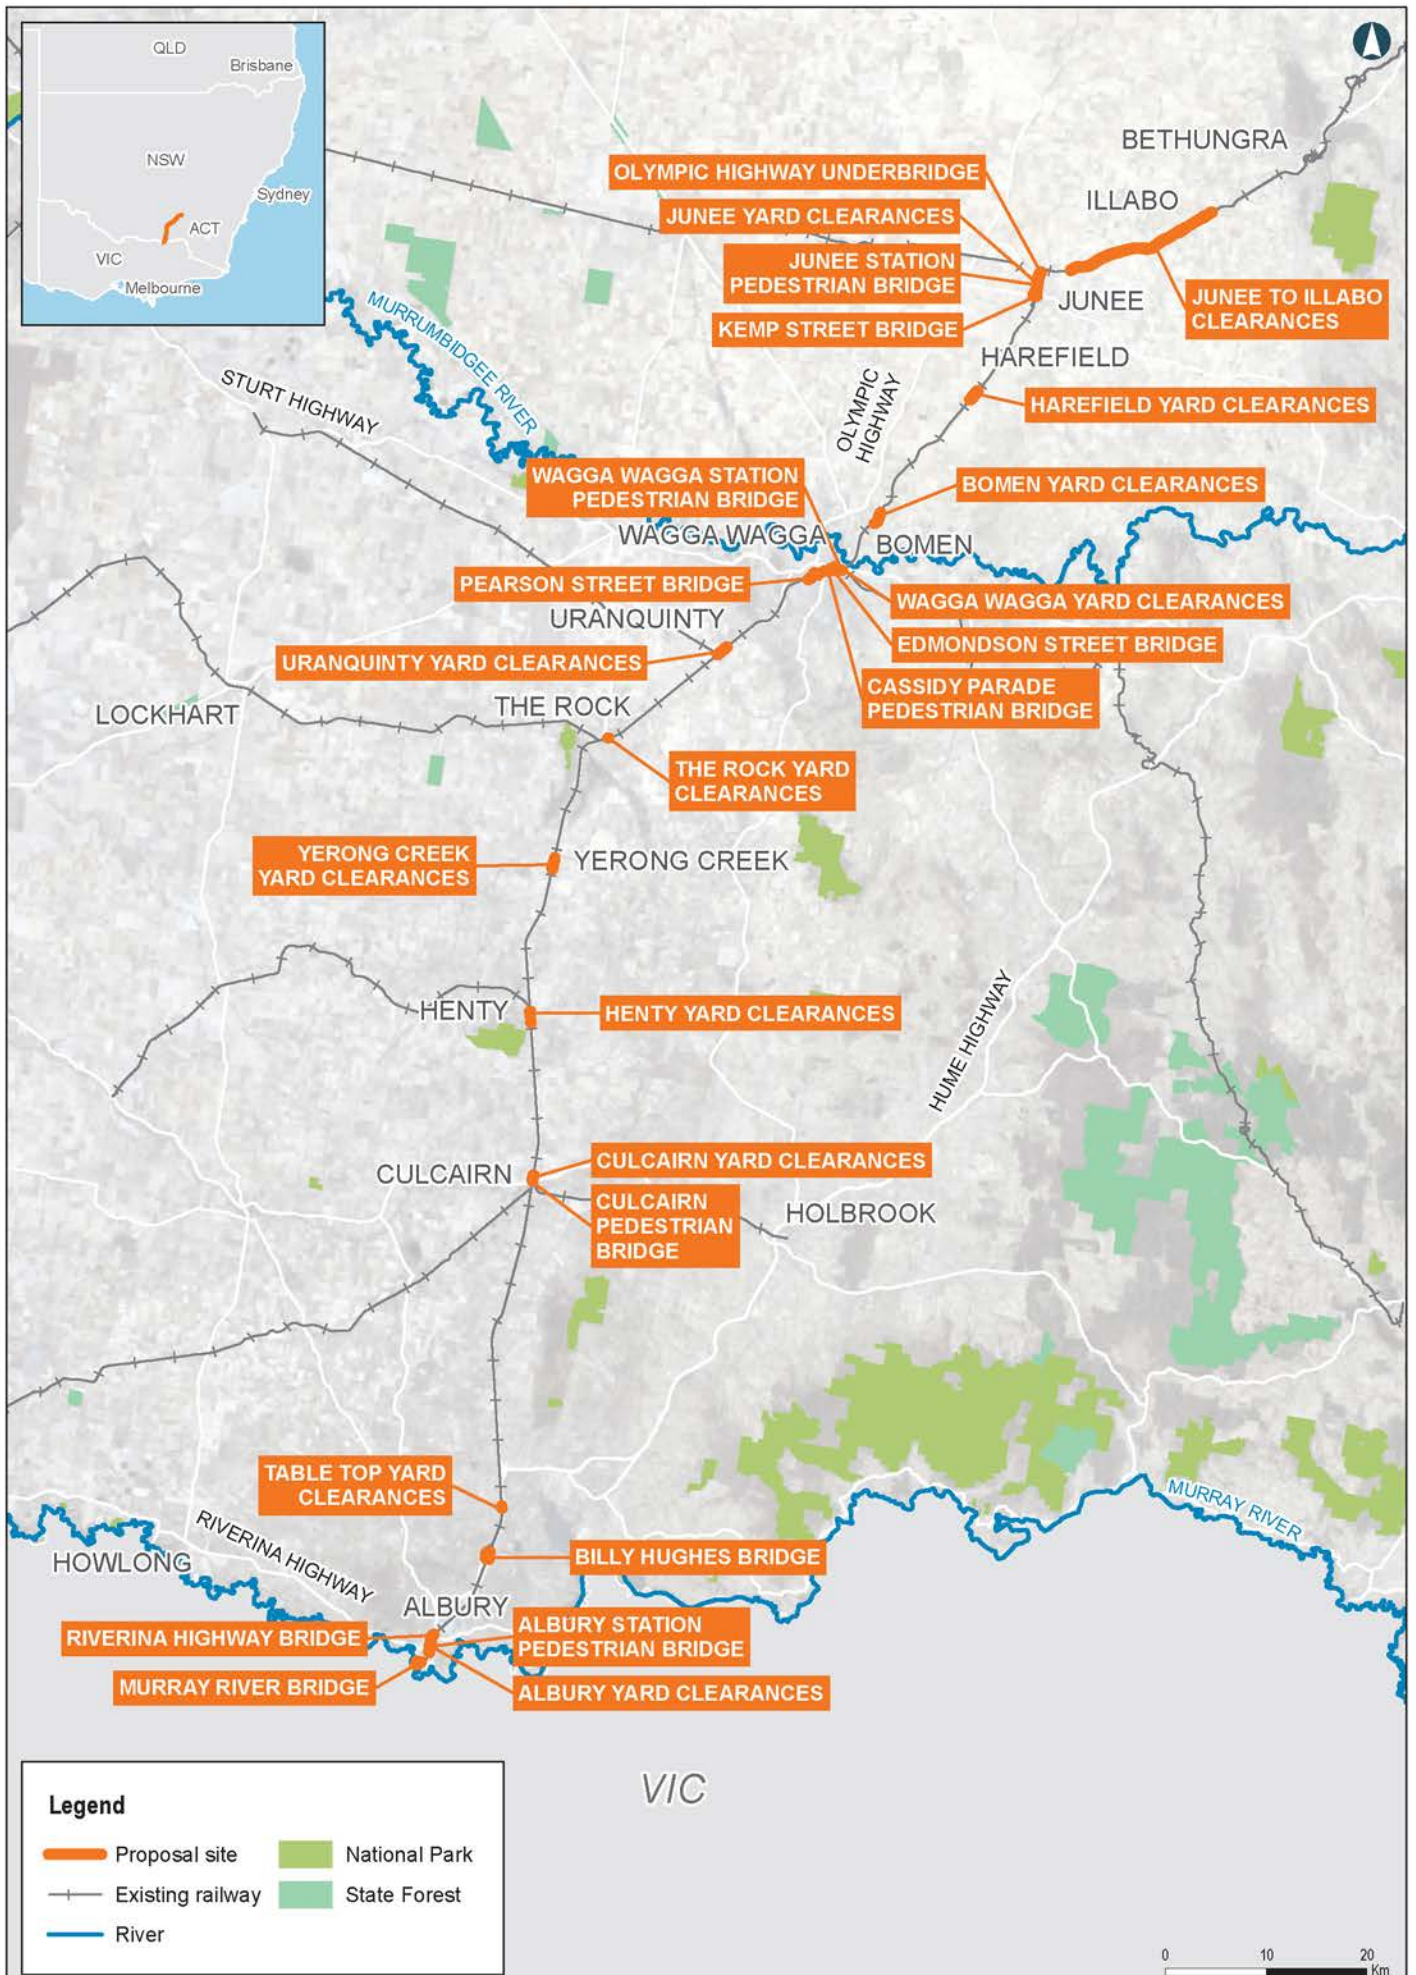 QLD
Brisbane
NSW
Sydney
ACT
VIC
Melbourne
BETHUNGRA
OLYMPIC HIGHWAY UNDERBRIDGE
ILLABO
JUNEE YARD CLEARANCES
JUNEE STATION
PEDESTRIAN BRIDGE
JUNEE
JUNEE TO ILLABO
CLEARANCES
KEMP STREET BRIDGE
MURRUMBIDGEE RIVER
HAREFIELD
STURT HIGHWAY
OLYMPIC
HIGHWAY
HAREFIELD YARD CLEARANCES
WAGGA WAGGA STATION
PEDESTRIAN BRIDGE
BOMEN YARD CLEARANCES
WAGGA WAGGA
BOMEN
PEARSON STREET BRIDGE
WAGGA WAGGA YARD CLEARANCES
URANQUINTY
EDMONDSON STREET BRIDGE
URANQUINTY YARD CLEARANCES
CASSIDY PARADE
PEDESTRIAN BRIDGE
LOCKHART
THE ROCK
THE ROCK YARD
CLEARANCES
YERONG CREEK
YARD CLEARANCES
YERONG CREEK
HENTY
HENTY YARD CLEARANCES
HUME HIGHWAY
CULCAIRN
CULCAIRN YARD CLEARANCES
CULCAIRN
PEDESTRIAN
BRIDGE
HOLBROOK
TABLE TOP YARD
CLEARANCES
MURRAY RIVER
RIVERINA HIGHWAY
HOWLONG
BILLY HUGHES BRIDGE
ALBURY
RIVERINA HIGHWAY BRIDGE
ALBURY STATION
PEDESTRIAN BRIDGE
MURRAY RIVER BRIDGE
ALBURY YARD CLEARANCES
VIC
Legend
Proposal site
National Park
Existing railway
State Forest
River
0 10 20
Km